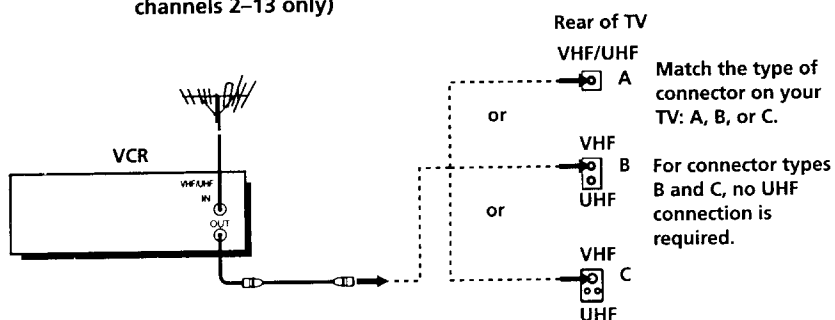 channels 2–13 only)
Rear of TV
VHF/UHF
A
Match the type of
connector on your
TV: A, B, or C.
or
VCR
VHF/UHF
IN
OUT
VHF
B
UHF
For connector types
B and C, no UHF
connection is
required.
or
VHF
C
UHF